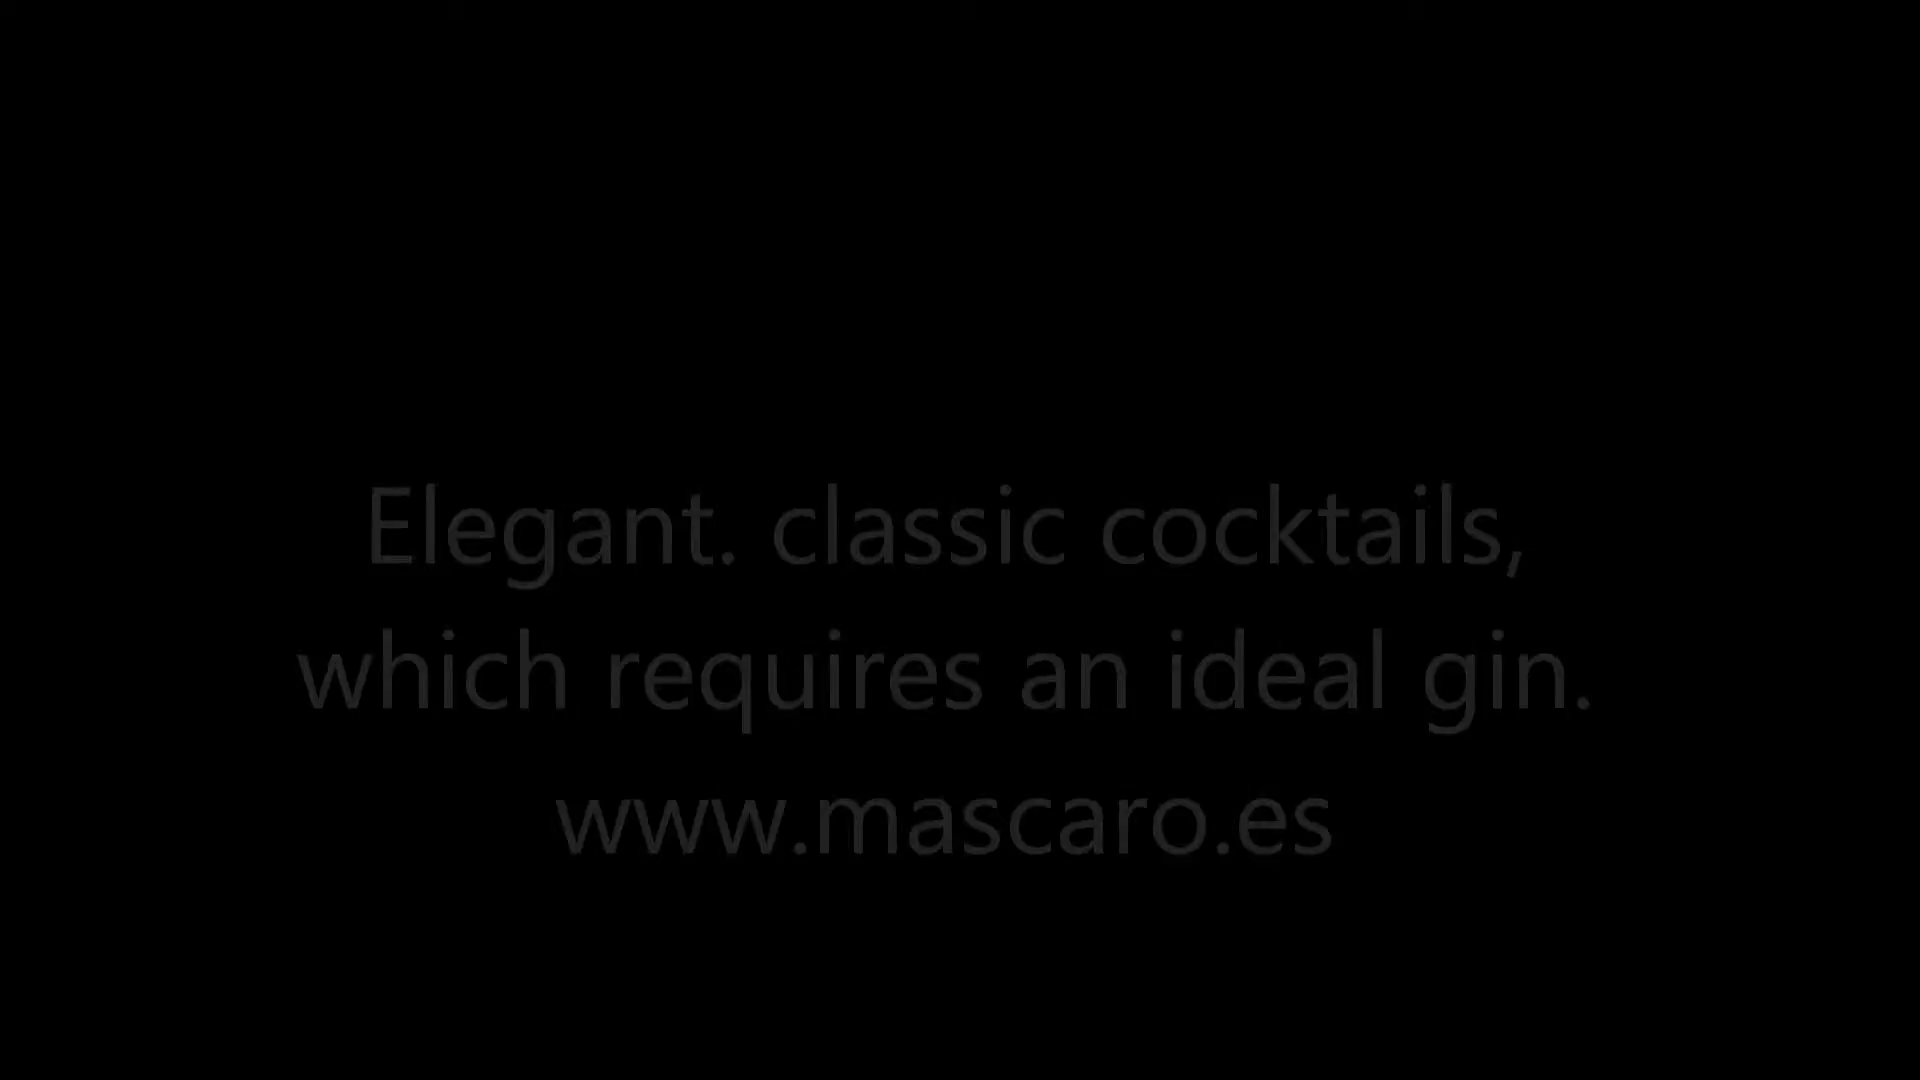 Elegant. classic cocktails,
which requires an ideal gin.
www.mascaro.es